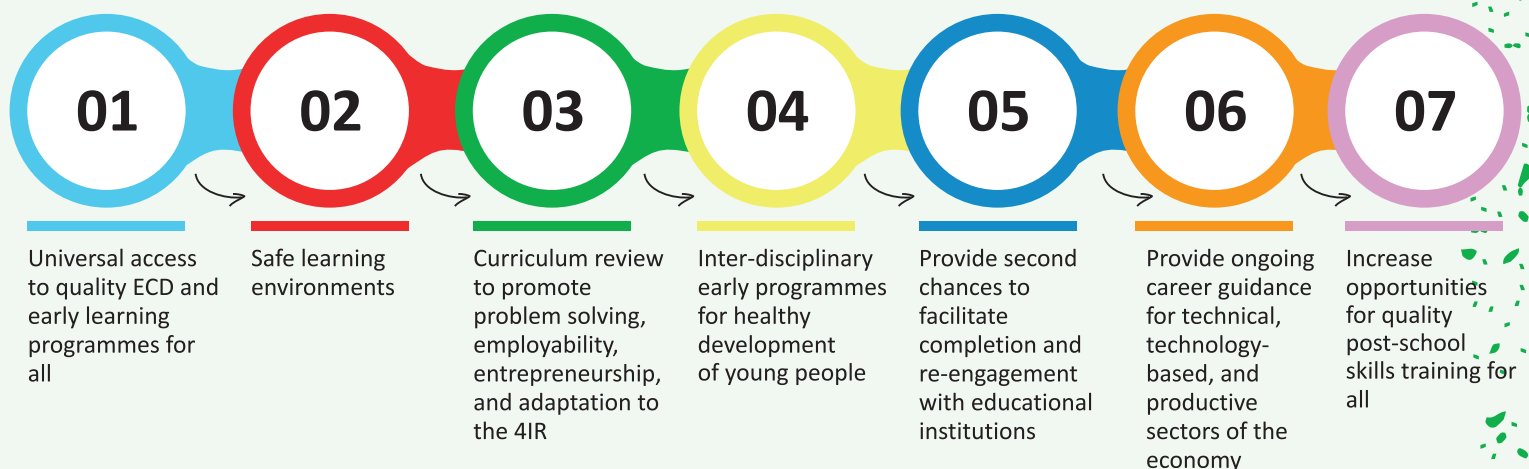 01
Universal access
to quality ECD and
early learning
programmes for
all
02
Safe learning
environments
03
Curriculum review
to promote
problem solving,
employability,
entrepreneurship,
and adaptation to
the 4IR
04
Inter-disciplinary
early programmes
for healthy
development
of young people
05
Provide second
chances to
facilitate
completion and
re-engagement
with educational
institutions
06
Provide ongoing
career guidance
for technical,
technology-
based, and
productive
sectors of the
economy
07
Increase
opportunities
for quality
post-school
skills training for
all